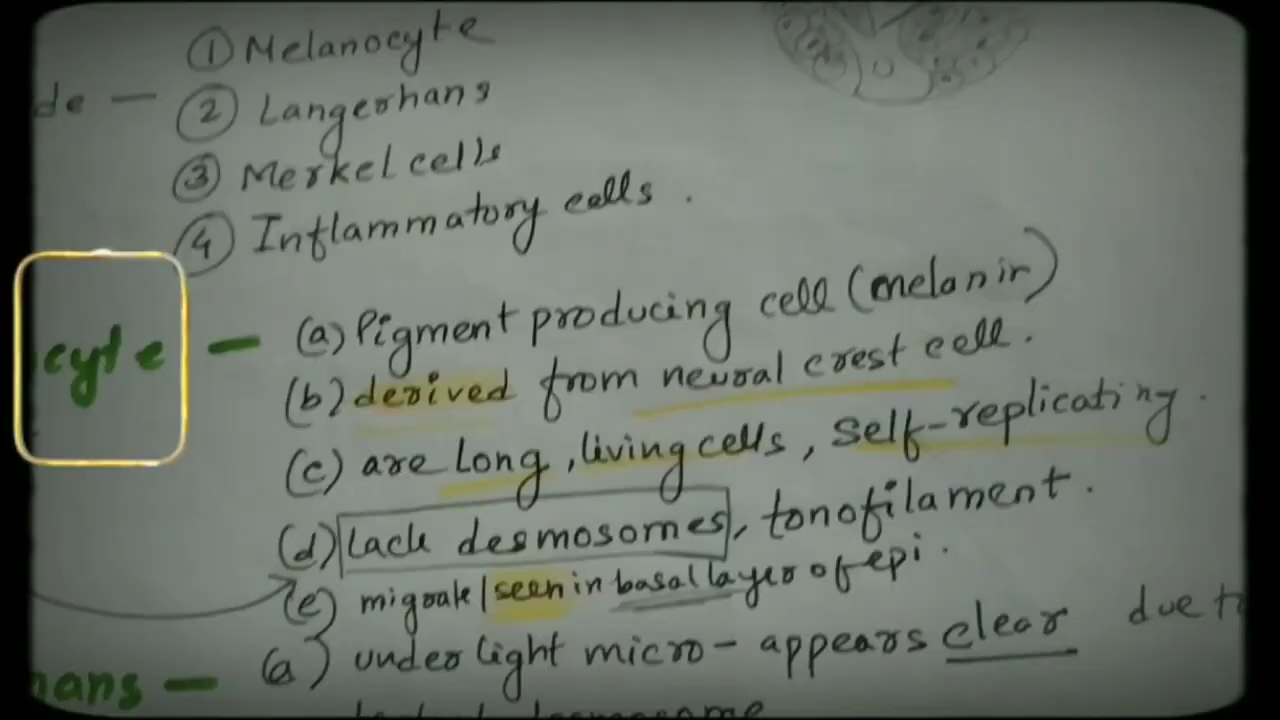 ① Melanocyte
de — ② Langerhans
③ Merkel cells
④ Inflammatory cells .
cyte — (a) Pigment producing cell (melanin)
(b) derived from neural crest cell .
(c) are long , living cells , self-replicating .
(d) Lack desmosomes , tonofilament .
(e) migrate / seen in basal layer of epi .
hans — (a) under light micro - appears clear due to
desmosome